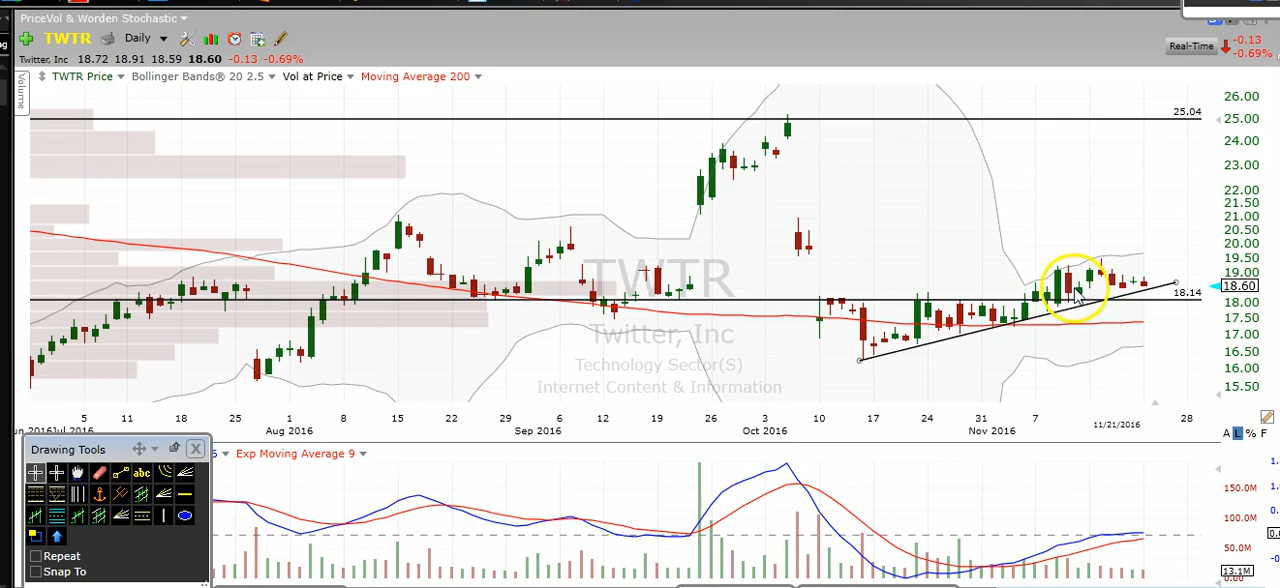 PriceVol & Worden Stochastic
TWTR Daily
Twitter, Inc 18.72 18.91 18.59 18.60 -0.13 -0.69%
Real-Time -0.13
-0.69%
TWTR Price Bollinger Bands® 20 2.5 Vol at Price Moving Average 200
Volume
26.00
25.04
25.00
24.00
23.00
22.00
21.50
21.00
20.50
20.00
19.50
19.00
18.60
18.14
18.00
17.50
17.00
16.50
16.00
15.50
TWTR
Twitter, Inc
Technology Sector(S)
Internet Content & Information
5 11 18 25 1 8 15 22 29 6 12 19 26 3 10 17 24 31 7 11/21/2016 28
Jul 2016 Aug 2016 Sep 2016 Oct 2016 Nov 2016
A L % F
Drawing Tools
abc
Repeat
Snap To
Exp Moving Average 9
150.0M
100.0M
50.0M
13.1M
0.00